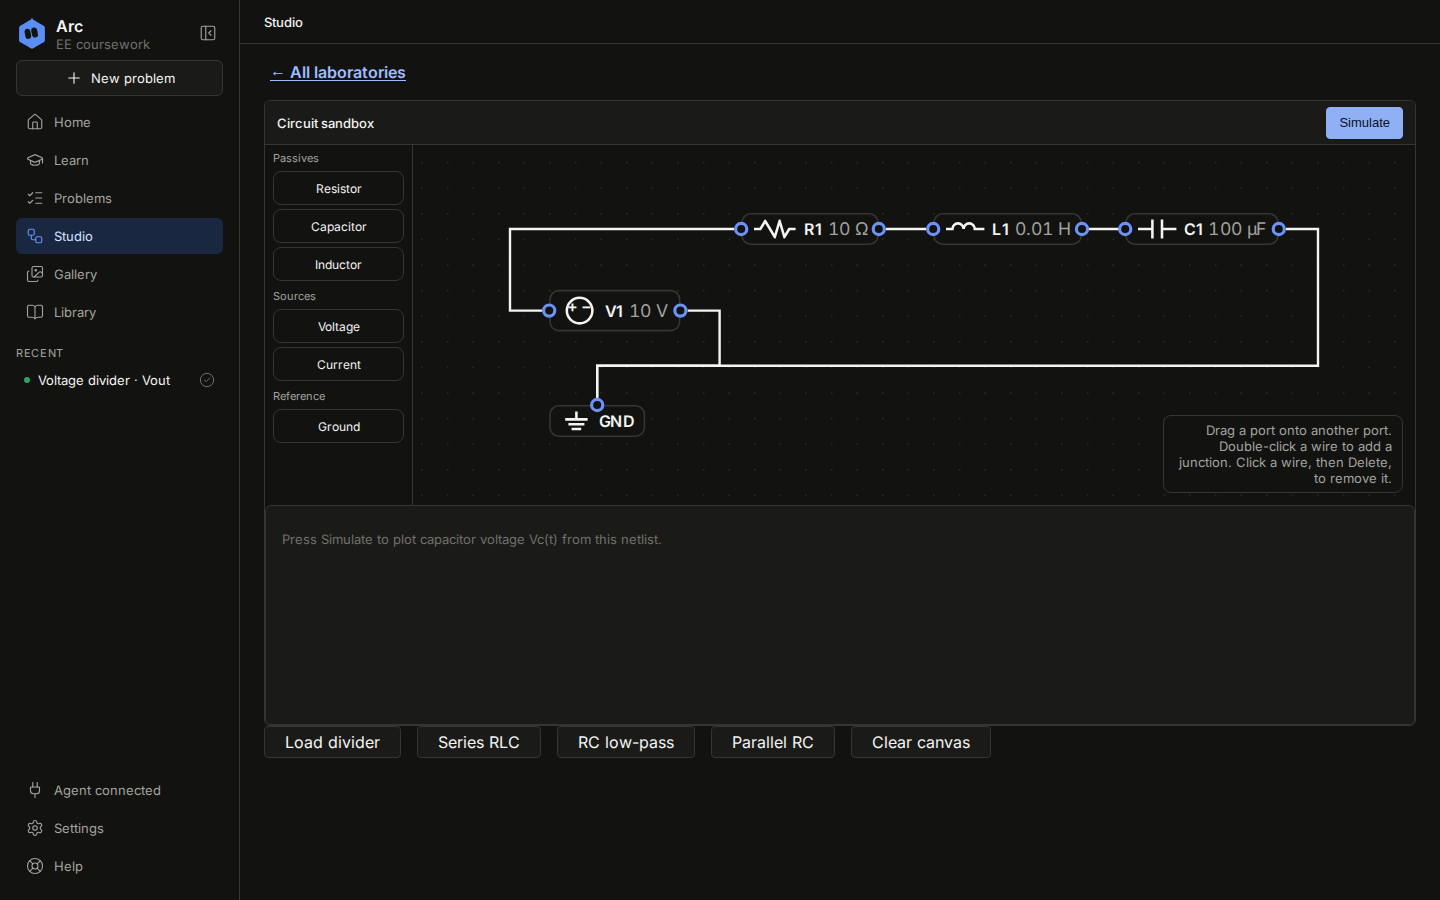 Arc
EE coursework
New problem
Home
Learn
Problems
Studio
Gallery
Library
RECENT
Voltage divider · Vout
Agent connected
Settings
Help
Studio
← All laboratories
Circuit sandbox
Simulate
Passives
Resistor
Capacitor
Inductor
Sources
Voltage
Current
Reference
Ground
R1 10 Ω
L1 0.01 H
C1 100 µF
V1 10 V
GND
Drag a port onto another port.
Double-click a wire to add a
junction. Click a wire, then Delete,
to remove it.
Press Simulate to plot capacitor voltage Vc(t) from this netlist.
Load divider
Series RLC
RC low-pass
Parallel RC
Clear canvas